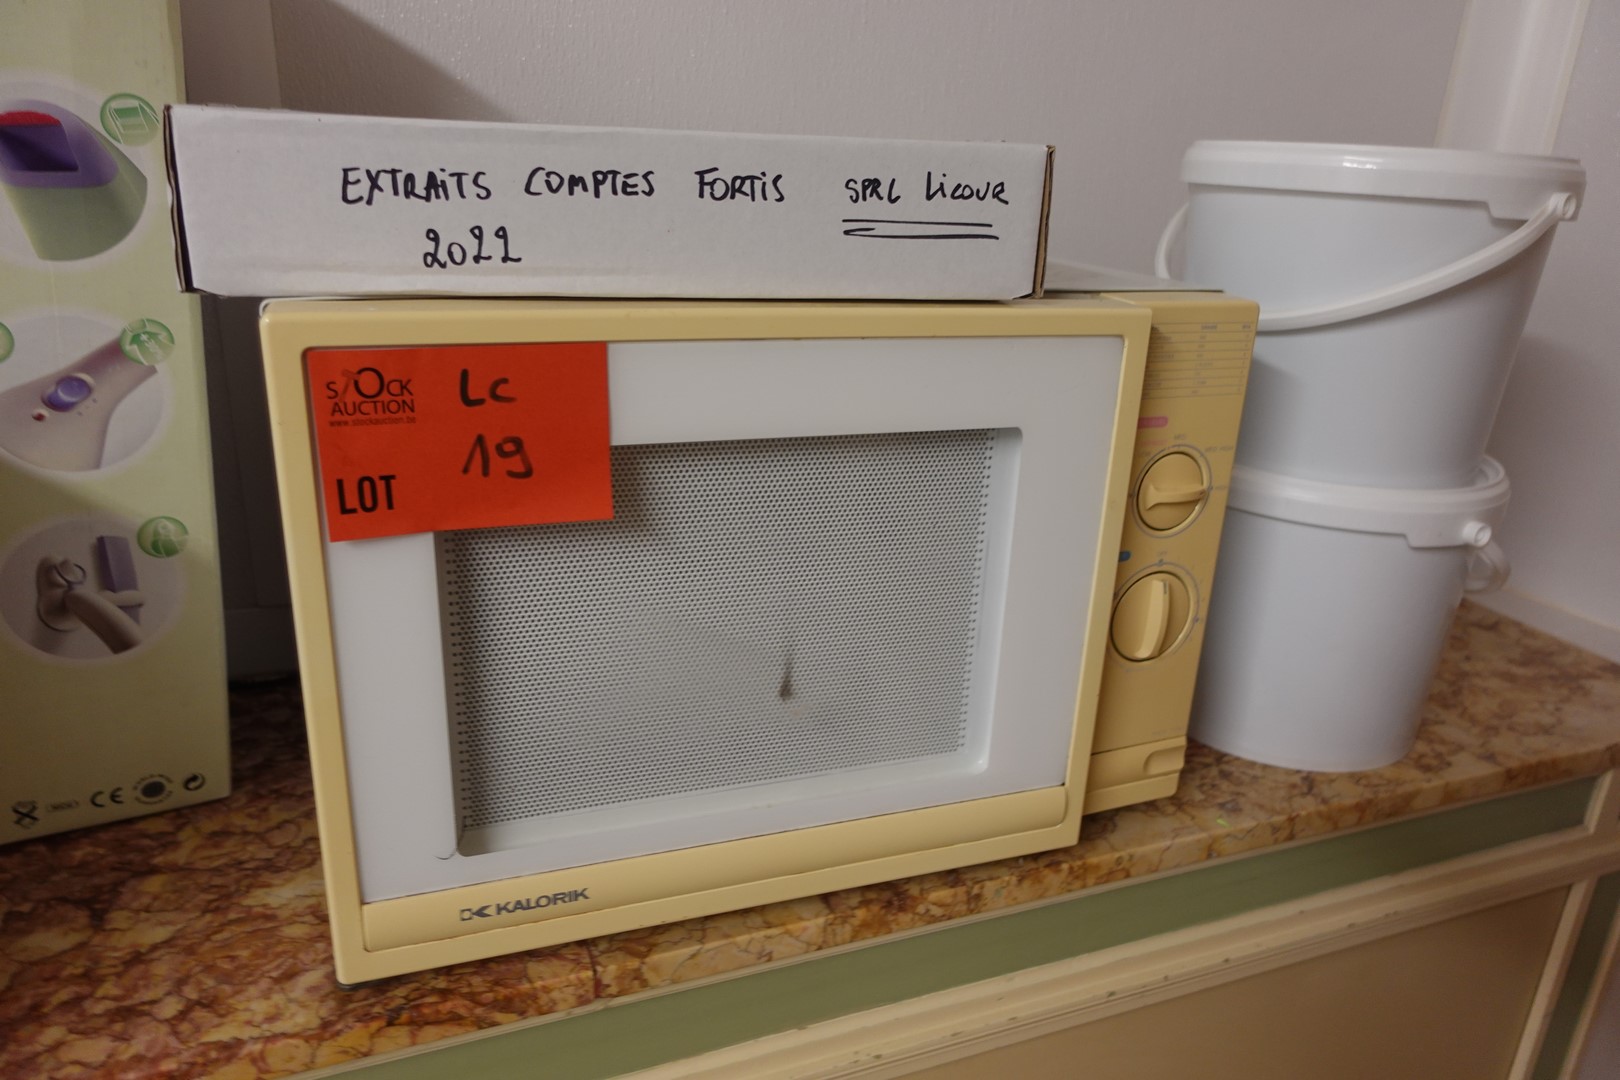 EXTRAITS COMPTES FORTIS SPRL LICOUR
2022
STOCK
AUCTION
www.stockauction.be
LC
19
LOT
KALORIK
CE